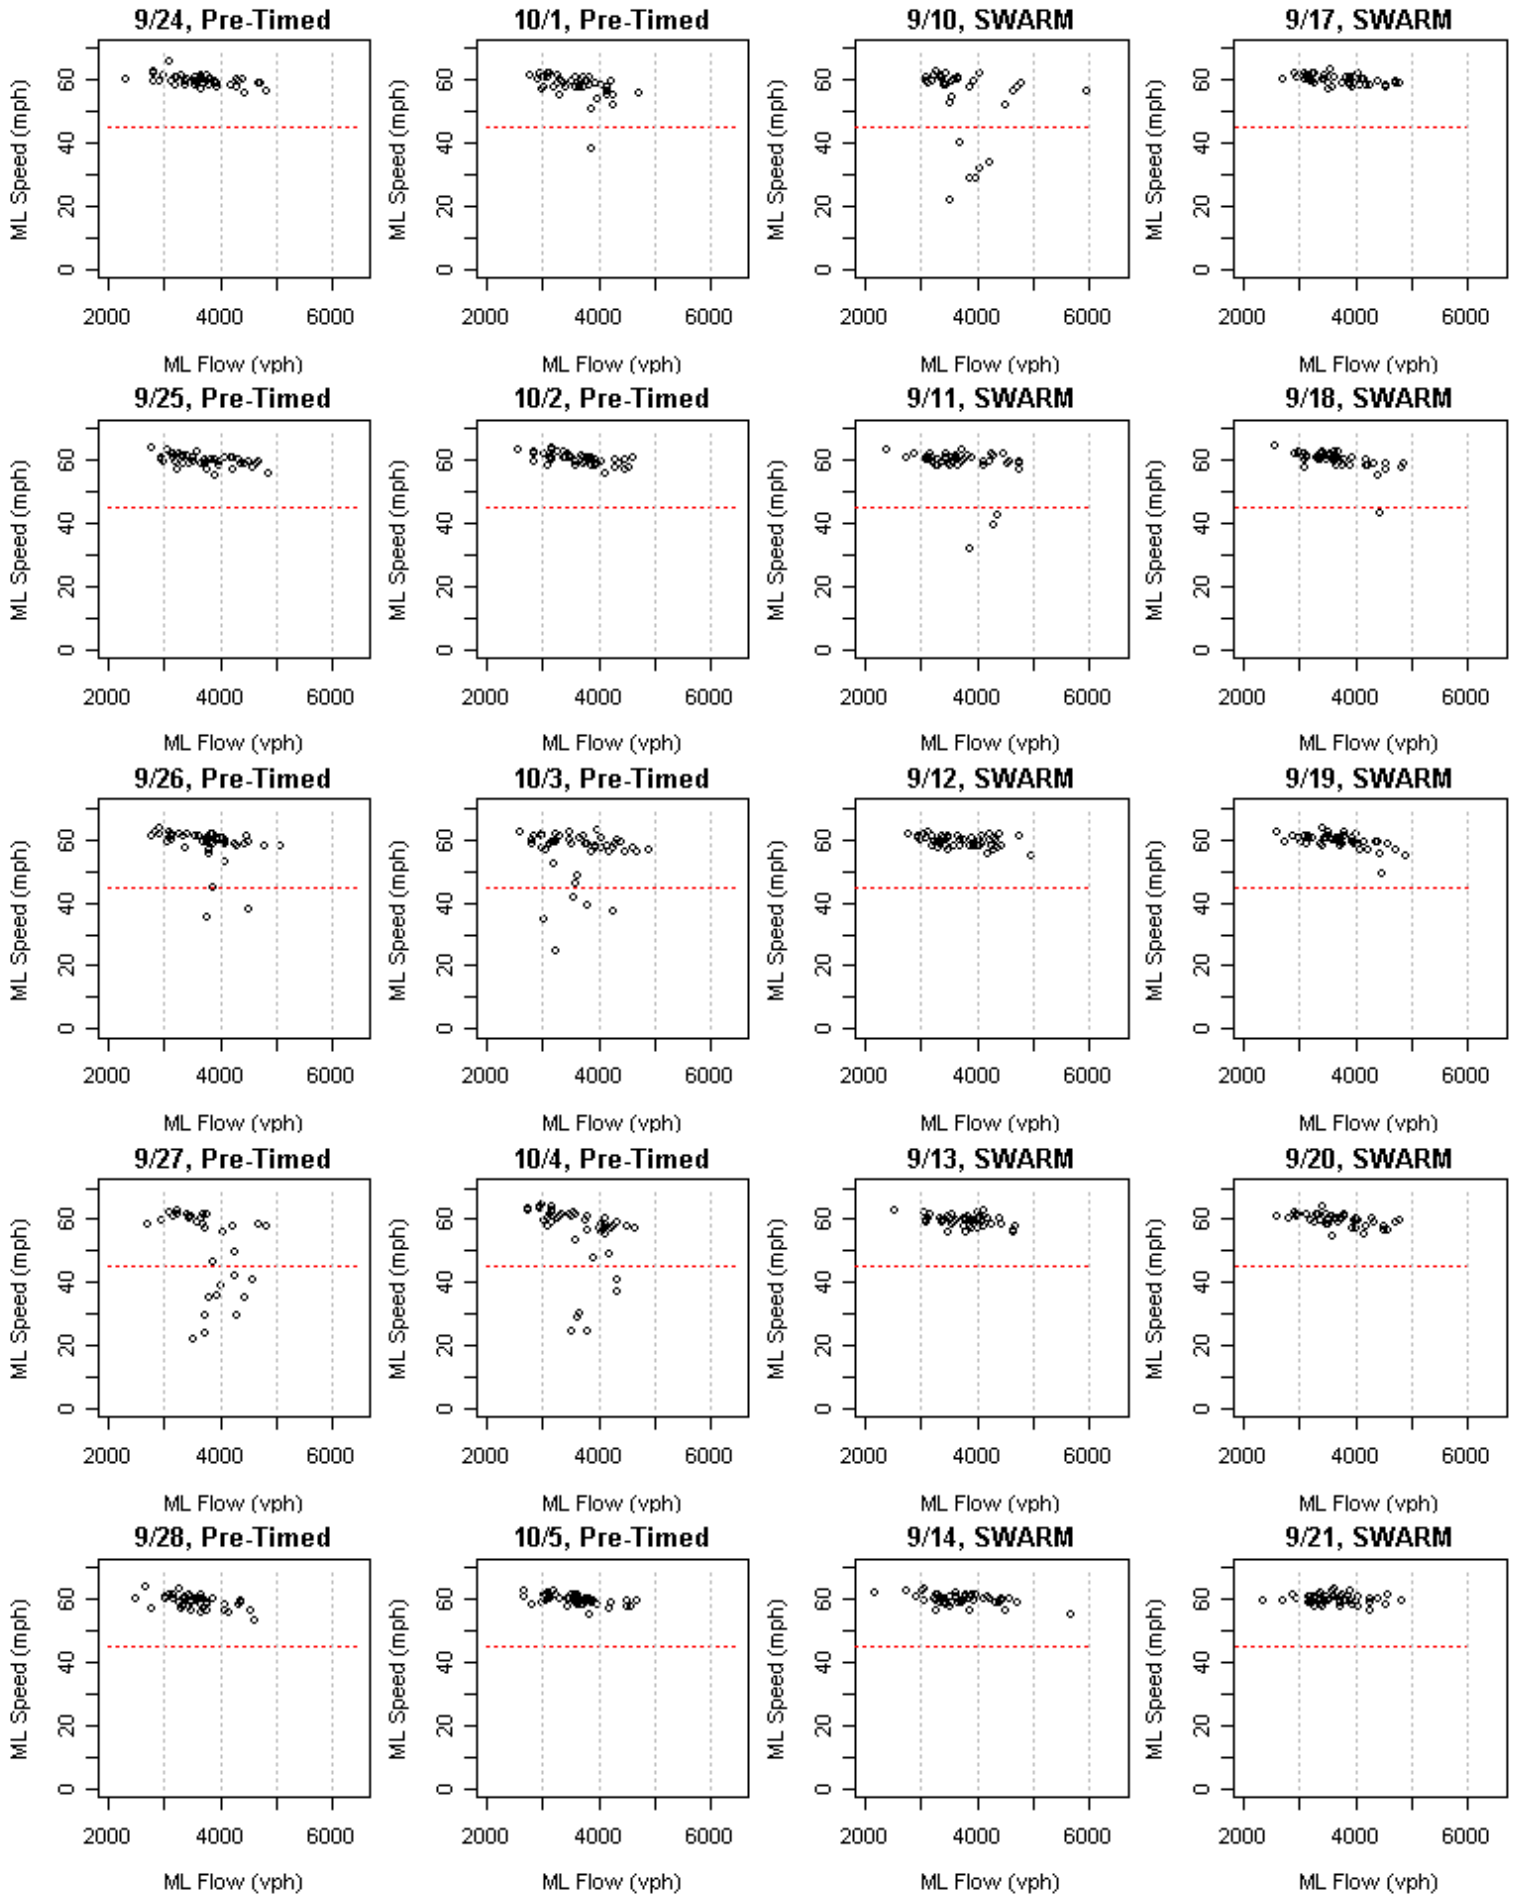 9/24, Pre-Timed
ML Speed (mph)
60
40
20
0
2000 4000 6000
ML Flow (vph)
10/1, Pre-Timed
ML Speed (mph)
60
40
20
0
2000 4000 6000
ML Flow (vph)
9/10, SWARM
ML Speed (mph)
60
40
20
0
2000 4000 6000
ML Flow (vph)
9/17, SWARM
ML Speed (mph)
60
40
20
0
2000 4000 6000
ML Flow (vph)
9/25, Pre-Timed
ML Speed (mph)
60
40
20
0
2000 4000 6000
ML Flow (vph)
10/2, Pre-Timed
ML Speed (mph)
60
40
20
0
2000 4000 6000
ML Flow (vph)
9/11, SWARM
ML Speed (mph)
60
40
20
0
2000 4000 6000
ML Flow (vph)
9/18, SWARM
ML Speed (mph)
60
40
20
0
2000 4000 6000
ML Flow (vph)
9/26, Pre-Timed
ML Speed (mph)
60
40
20
0
2000 4000 6000
ML Flow (vph)
10/3, Pre-Timed
ML Speed (mph)
60
40
20
0
2000 4000 6000
ML Flow (vph)
9/12, SWARM
ML Speed (mph)
60
40
20
0
2000 4000 6000
ML Flow (vph)
9/19, SWARM
ML Speed (mph)
60
40
20
0
2000 4000 6000
ML Flow (vph)
9/27, Pre-Timed
ML Speed (mph)
60
40
20
0
2000 4000 6000
ML Flow (vph)
10/4, Pre-Timed
ML Speed (mph)
60
40
20
0
2000 4000 6000
ML Flow (vph)
9/13, SWARM
ML Speed (mph)
60
40
20
0
2000 4000 6000
ML Flow (vph)
9/20, SWARM
ML Speed (mph)
60
40
20
0
2000 4000 6000
ML Flow (vph)
9/28, Pre-Timed
ML Speed (mph)
60
40
20
0
2000 4000 6000
ML Flow (vph)
10/5, Pre-Timed
ML Speed (mph)
60
40
20
0
2000 4000 6000
ML Flow (vph)
9/14, SWARM
ML Speed (mph)
60
40
20
0
2000 4000 6000
ML Flow (vph)
9/21, SWARM
ML Speed (mph)
60
40
20
0
2000 4000 6000
ML Flow (vph)